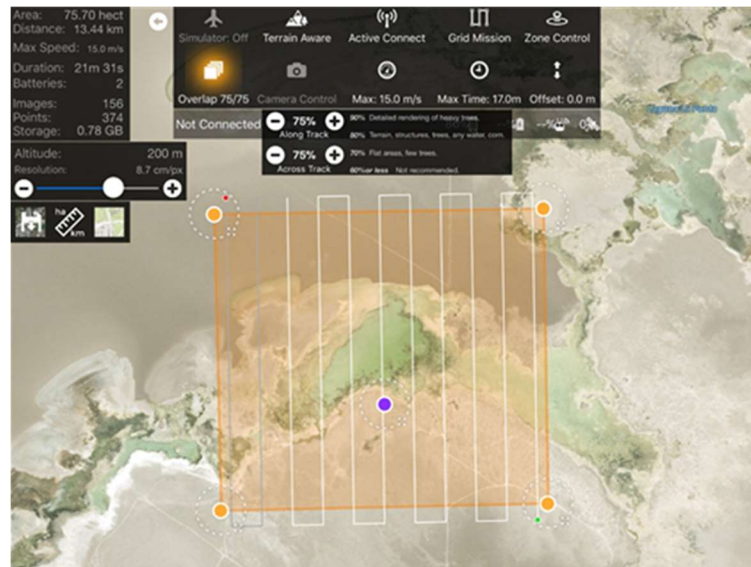 Area: 75.70 hect
Distance: 13.44 km
Max Speed: 15.0 m/s
Duration: 21m 31s
Batteries: 2
Images: 156
Points: 374
Storage: 0.78 GB
Altitude: 200 m
Resolution: 8.7 cm/px
ha
km
Simulator: Off
Terrain Aware
Active Connect
Grid Mission
Zone Control
Overlap 75/75
Camera Control
Max: 15.0 m/s
Max Time: 17.0m
Offset: 0.0 m
Not Connected
75%
Along Track
75%
Across Track
90% Detailed rendering of heavy trees.
80% Terrain, structures, trees, any water, corn.
70% Flat areas, few trees.
60%or less Not recommended.